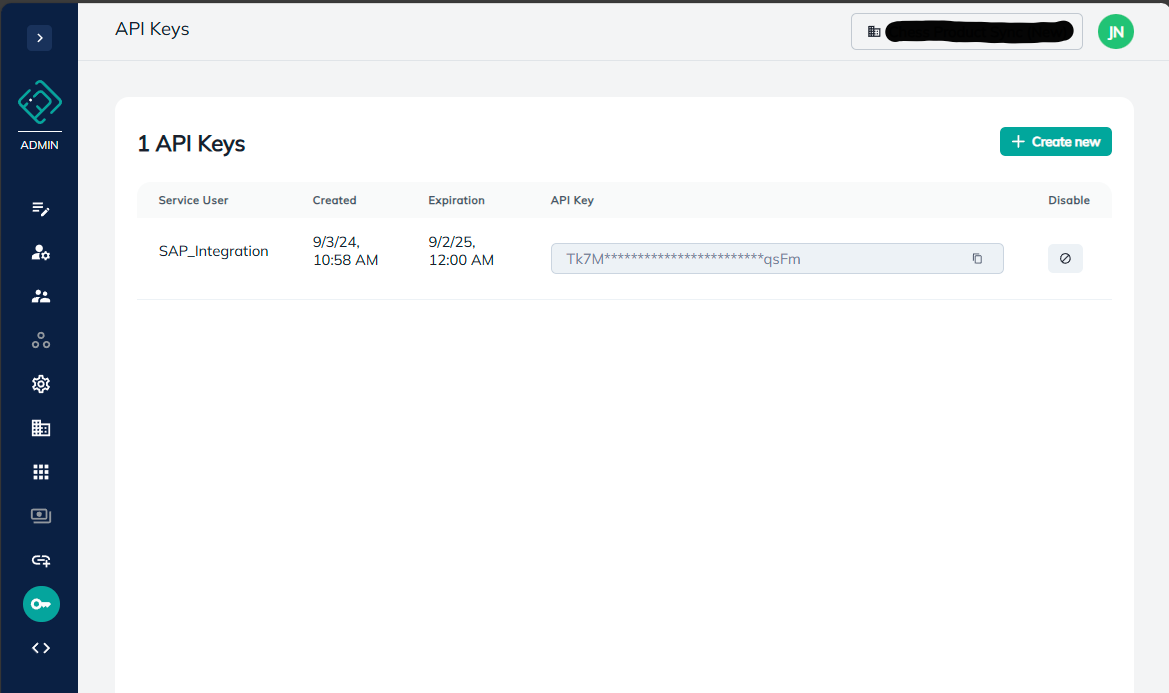 API Keys
JN
ADMIN
1 API Keys
Create new
Service User
Created
Expiration
API Key
Disable
SAP_Integration
9/3/24,
10:58 AM
9/2/25,
12:00 AM
Tk7M************************qsFm